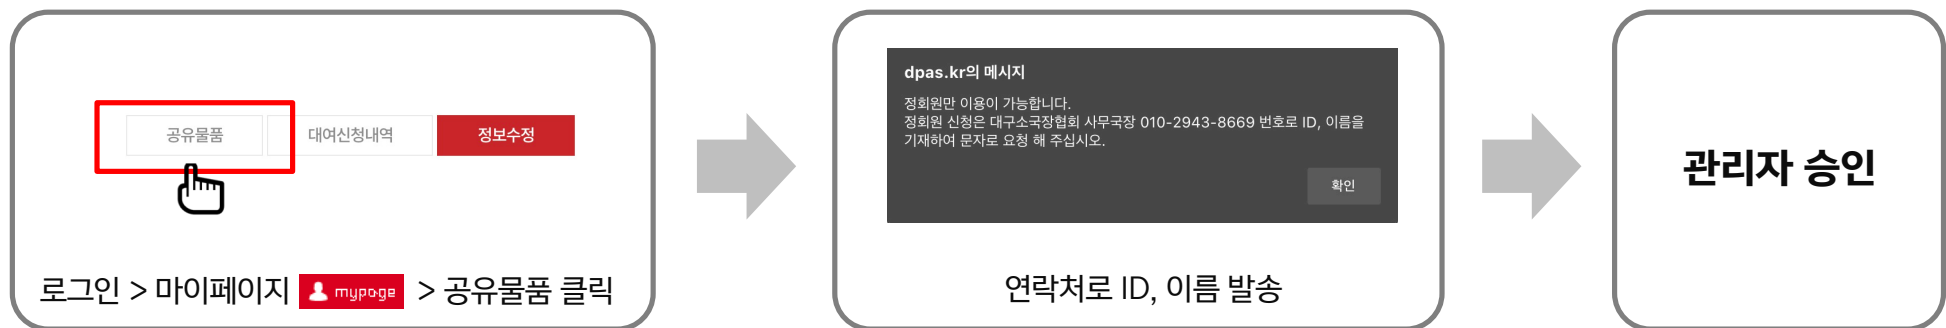 공유물품
대여신청내역
정보수정
로그인 > 마이페이지 mypage > 공유물품 클릭
dpas.kr의 메시지
정회원만 이용이 가능합니다.
정회원 신청은 대구소국장협회 사무국장 010-2943-8669 번호로 ID, 이름을
기재하여 문자로 요청 해 주십시오.
확인
연락처로 ID, 이름 발송
관리자 승인